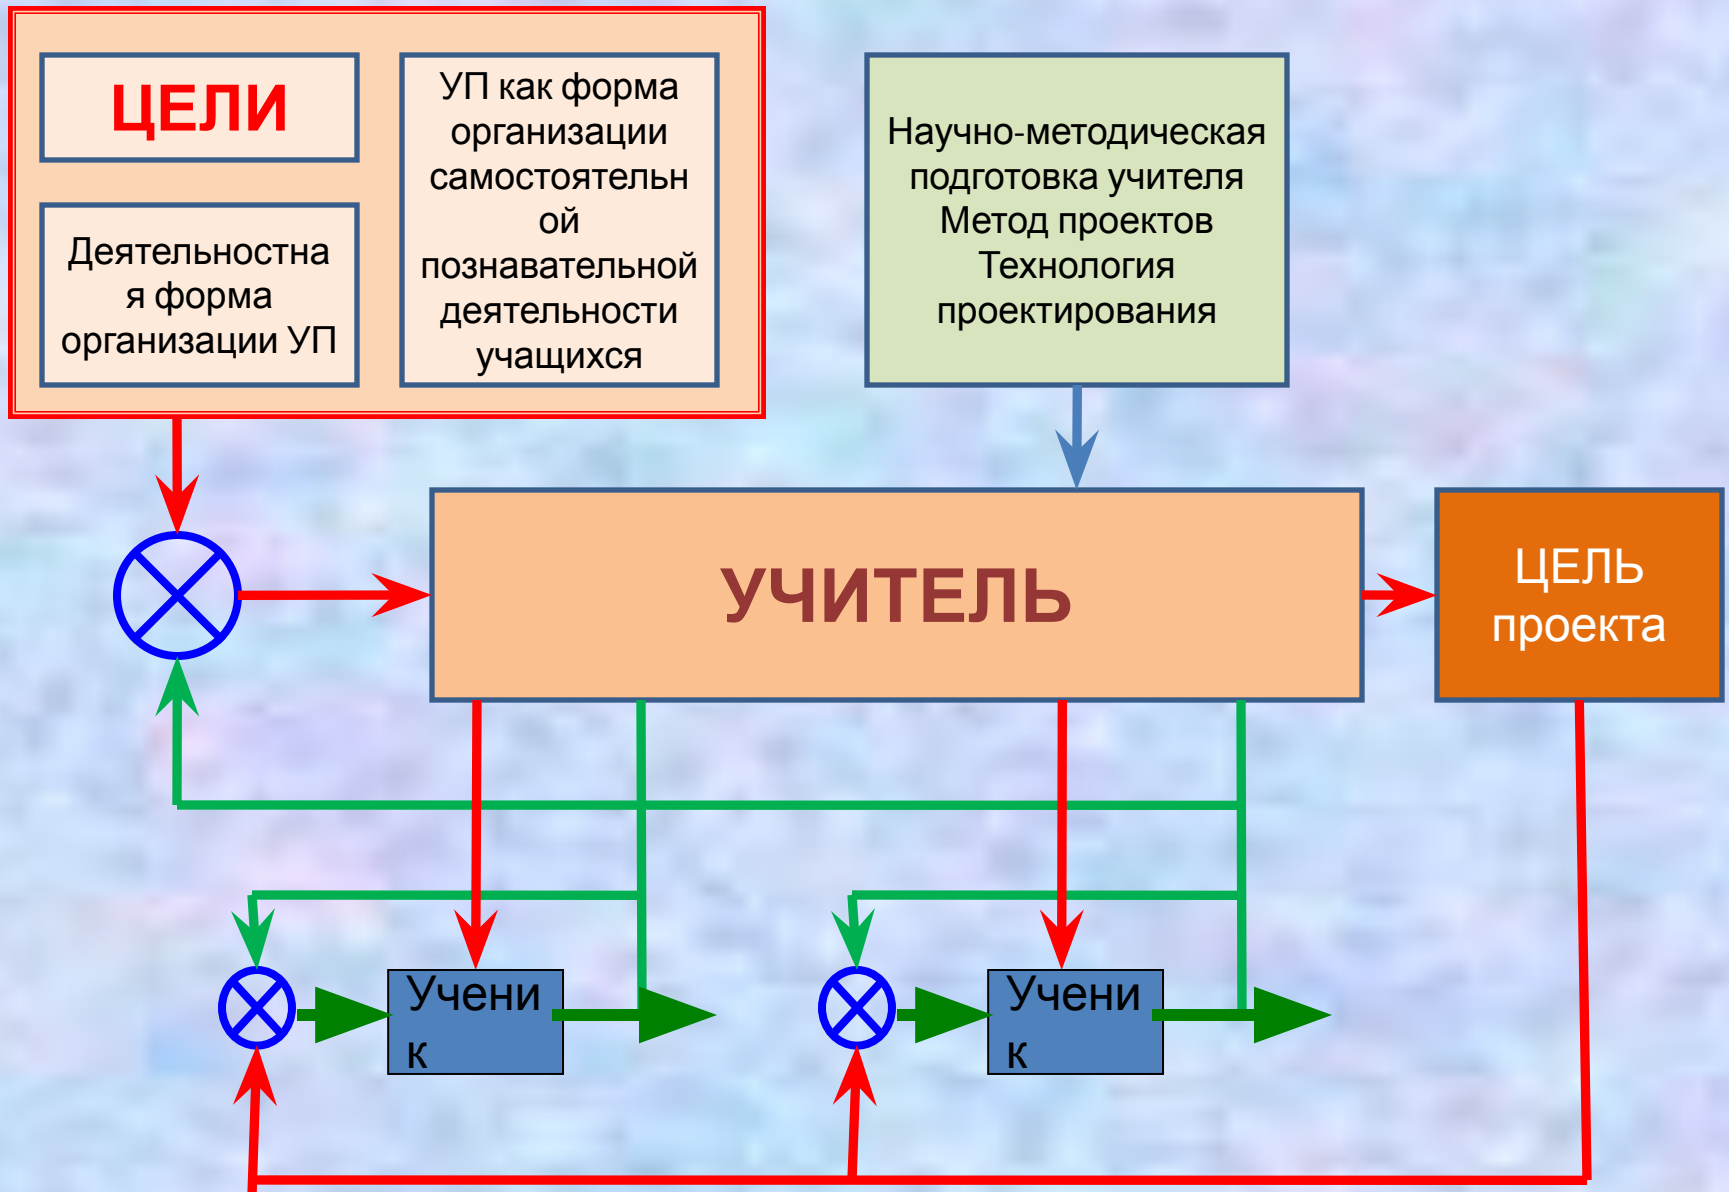 ЦЕЛИ
Деятельностна
я форма
организации УП
УП как форма
организации
самостоятельн
ой
познавательной
деятельности
учащихся
Научно-методическая
подготовка учителя
Метод проектов
Технология
проектирования
УЧИТЕЛЬ
ЦЕЛЬ
проекта
Учени
к
Учени
к